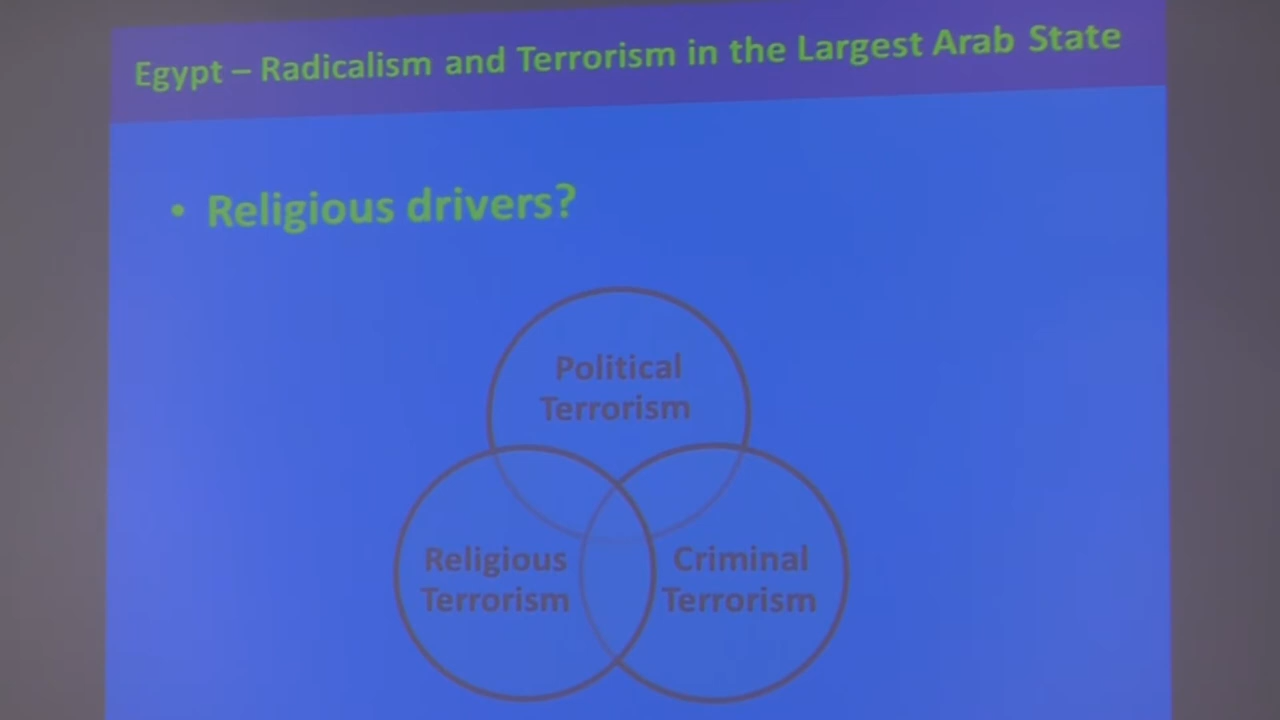 Egypt – Radicalism and Terrorism in the Largest Arab State
• Religious drivers?
Political
Terrorism
Religious
Terrorism
Criminal
Terrorism